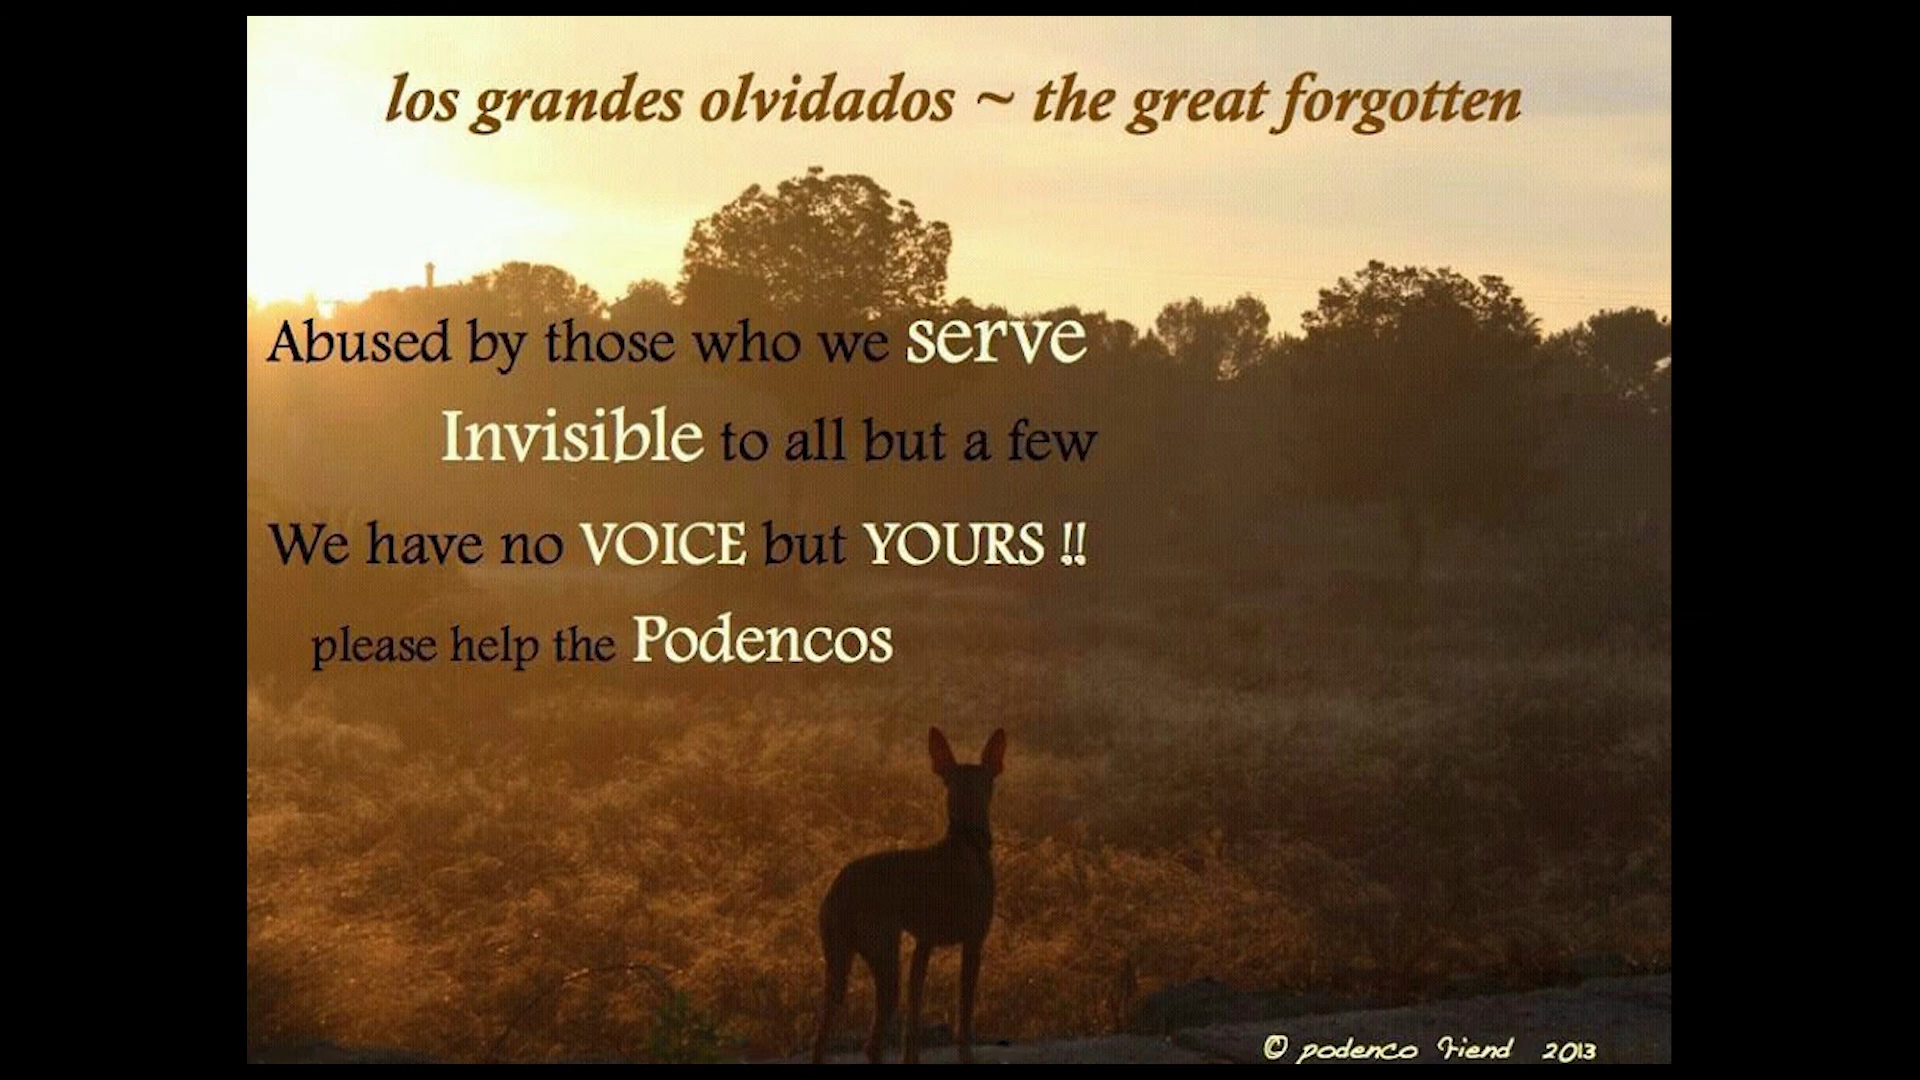 los grandes olvidados ~ the great forgotten
Abused by those who we serve
Invisible to all but a few
We have no VOICE but YOURS !!
please help the Podencos
© podenco friend 2013